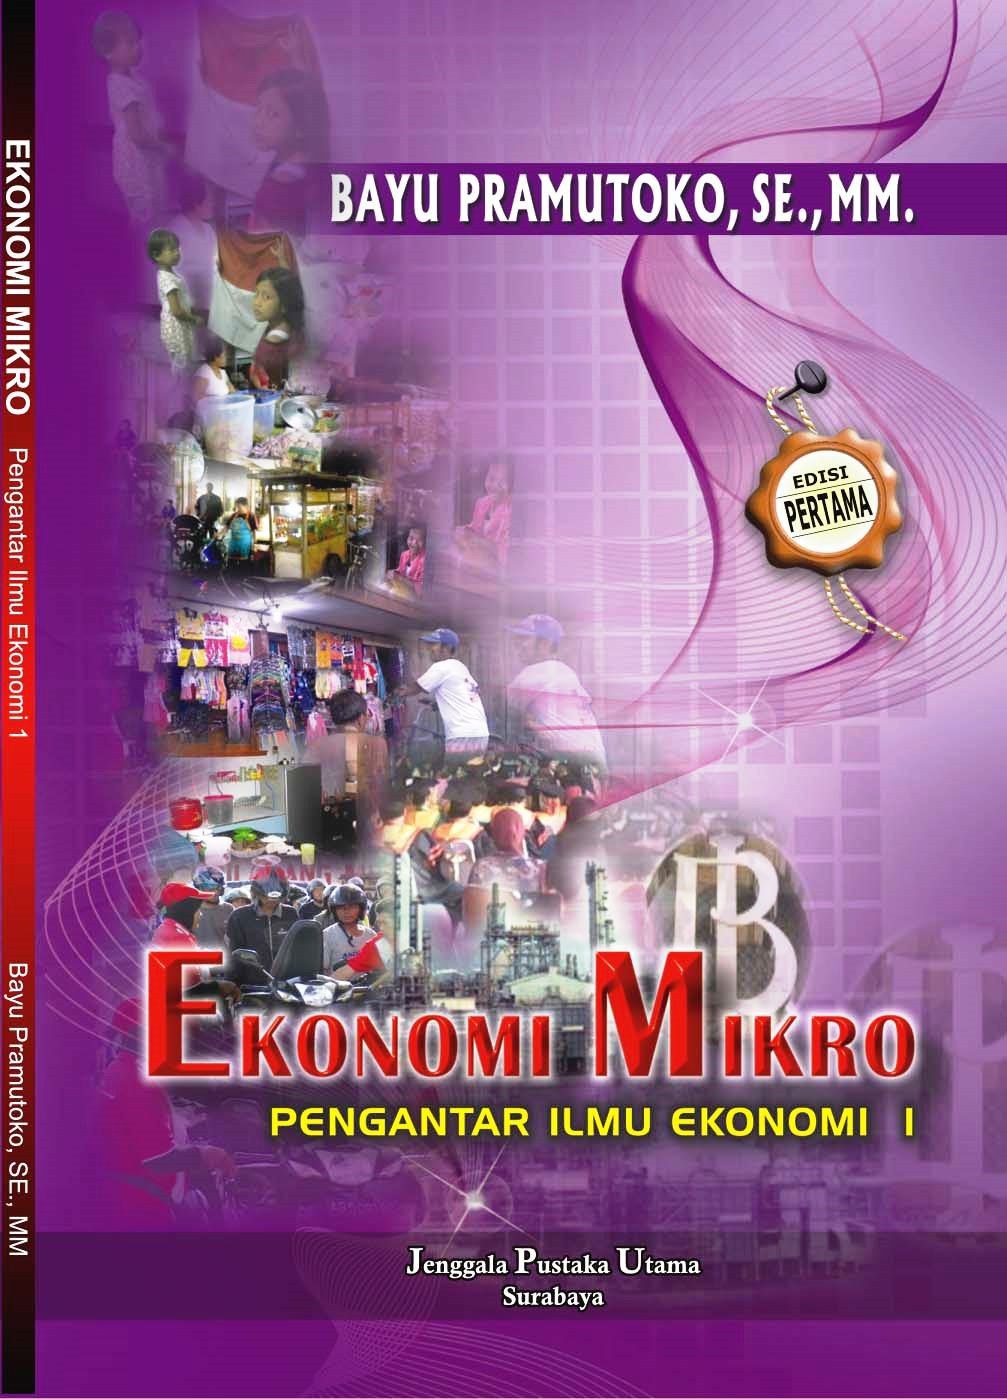 EKONOMI MIKRO Pengantar Ilmu Ekonomi 1 Bayu Pramutoko, SE., MM
BAYU PRAMUTOKO, SE., MM.
EDISI
PERTAMA
EKONOMI MIKRO
PENGANTAR ILMU EKONOMI I
Jenggala Pustaka Utama
Surabaya